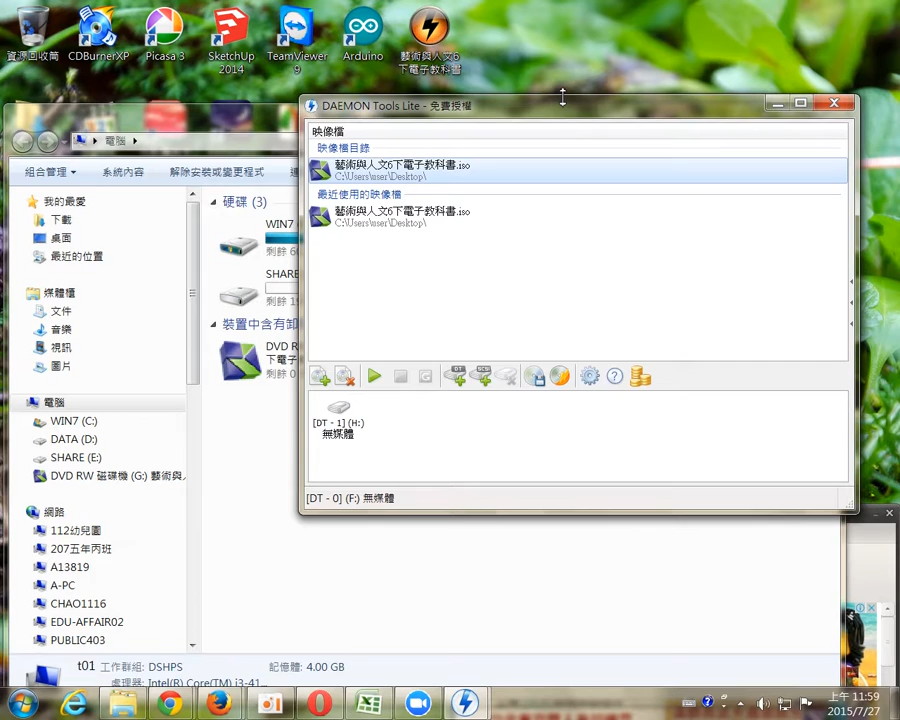 資源回收筒
CDBurnerXP
Picasa 3
SketchUp
2014
TeamViewer
9
Arduino
藝術與人文6
下電子教科書
DAEMON Tools Lite - 免費授權
映像檔
映像檔目錄
藝術與人文6下電子教科書.iso
C:\Users\user\Desktop\
最近使用的映像檔
藝術與人文6下電子教科書.iso
C:\Users\user\Desktop\
[DT - 1] (H:)
無媒體
[DT - 0] (F:) 無媒體
電腦
組合管理
系統內容
解除安裝或變更程式
我的最愛
下載
桌面
最近的位置
媒體櫃
文件
音樂
視訊
圖片
電腦
WIN7 (C:)
DATA (D:)
SHARE (E:)
DVD RW 磁碟機 (G:) 藝術與
網路
112幼兒園
207五年丙班
A13819
A-PC
CHAO1116
EDU-AFFAIR02
PUBLIC403
硬碟 (3)
WIN7
剩餘 6
SHARE
剩餘 1
裝置中含有卸
DVD R
下電子
剩餘 0
t01 工作群組: DSHPS
記憶體: 4.00 GB
處理器: Intel(R) Core(TM) i3-41...
上午 11:59
2015/7/27